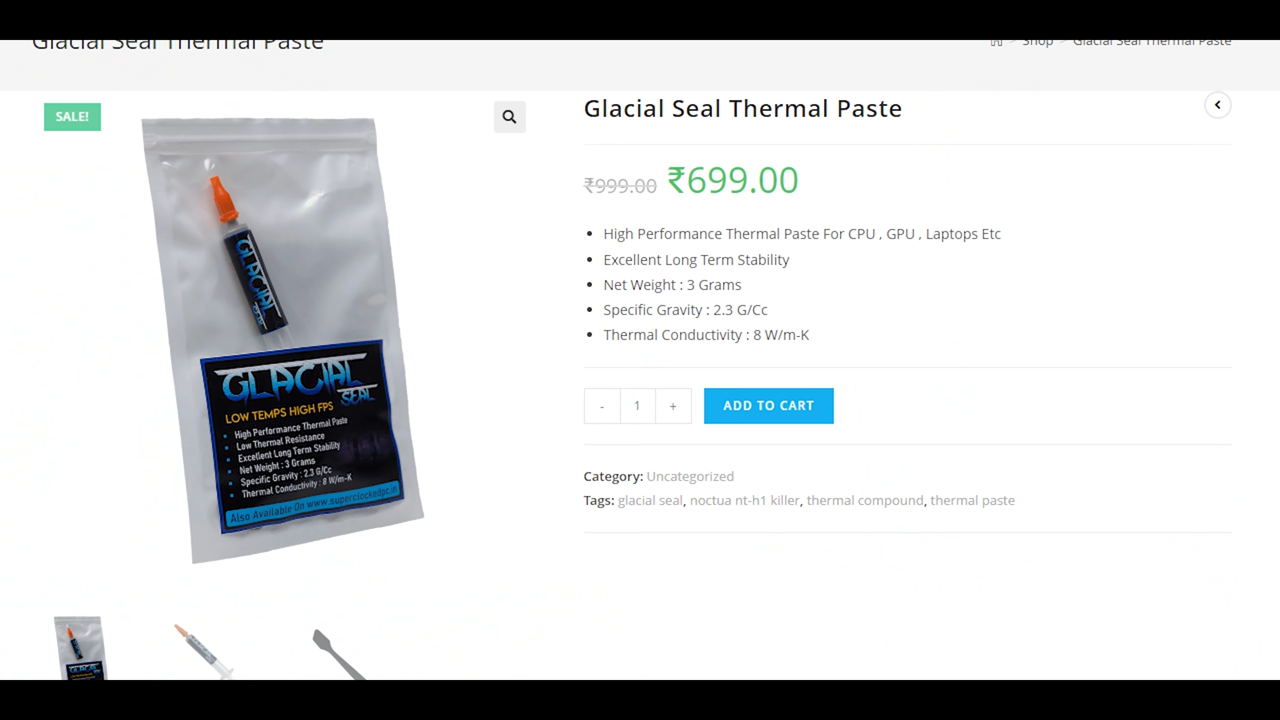 Glacial Seal Thermal Paste
> Shop > Glacial Seal Thermal Paste
SALE!
GLACIAL
SEAL
GLACIAL
SEAL
LOW TEMPS HIGH FPS
High Performance Thermal Paste
Low Thermal Resistance
Excellent Long Term Stability
Net Weight : 3 Grams
Specific Gravity : 2.3 G/Cc
Thermal Conductivity : 8 W/m-K
Also Available On www.superclockedpc.in
Glacial Seal Thermal Paste
₹999.00 ₹699.00
High Performance Thermal Paste For CPU , GPU , Laptops Etc
Excellent Long Term Stability
Net Weight : 3 Grams
Specific Gravity : 2.3 G/Cc
Thermal Conductivity : 8 W/m-K
- 1 + ADD TO CART
Category: Uncategorized
Tags: glacial seal, noctua nt-h1 killer, thermal compound, thermal paste